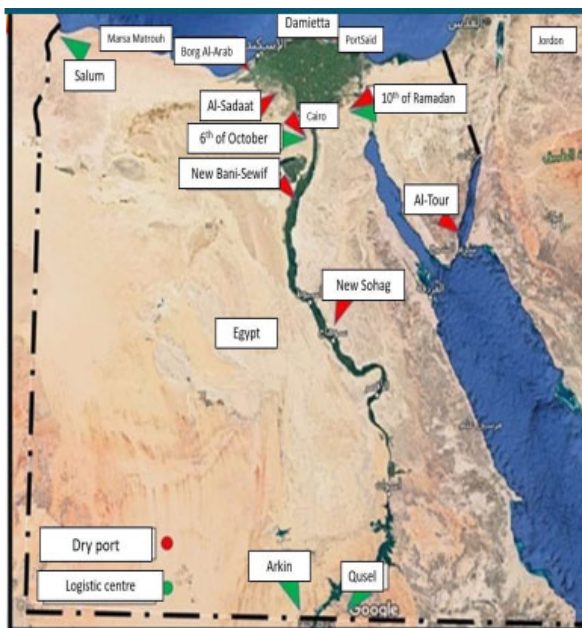 Damietta
Marsa Matrouh
PortSaid
Jordon
القدس
Borg Al-Arab
Salum
Al-Sadaat
10th of Ramadan
Cairo
6th of October
New Bani-Sewif
Al-Tour
New Sohag
Egypt
Dry port
Arkin
Qusel
Logistic centre
Google